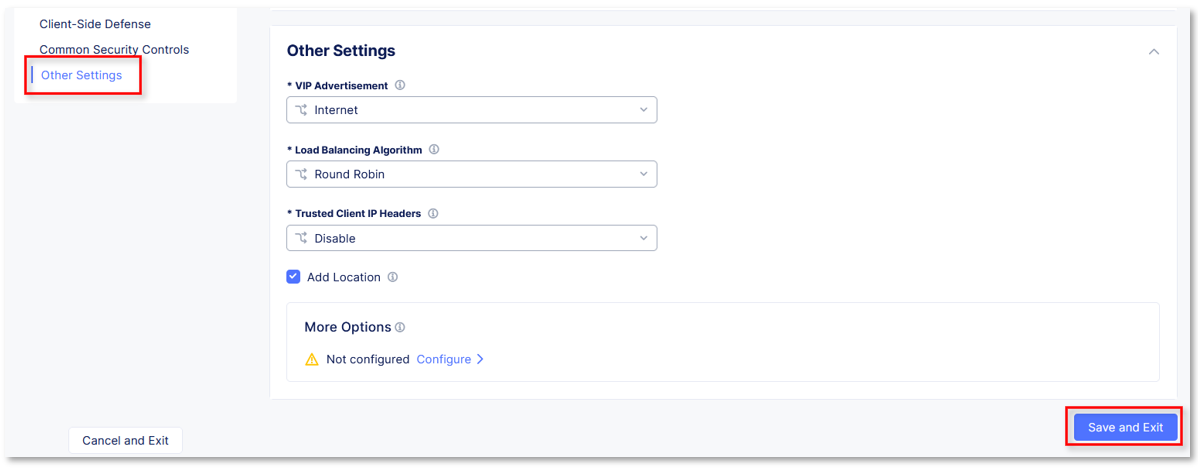 Client-Side Defense
Common Security Controls
Other Settings
Other Settings
* VIP Advertisement
Internet
* Load Balancing Algorithm
Round Robin
* Trusted Client IP Headers
Disable
Add Location
More Options
Not configured Configure
Cancel and Exit
Save and Exit